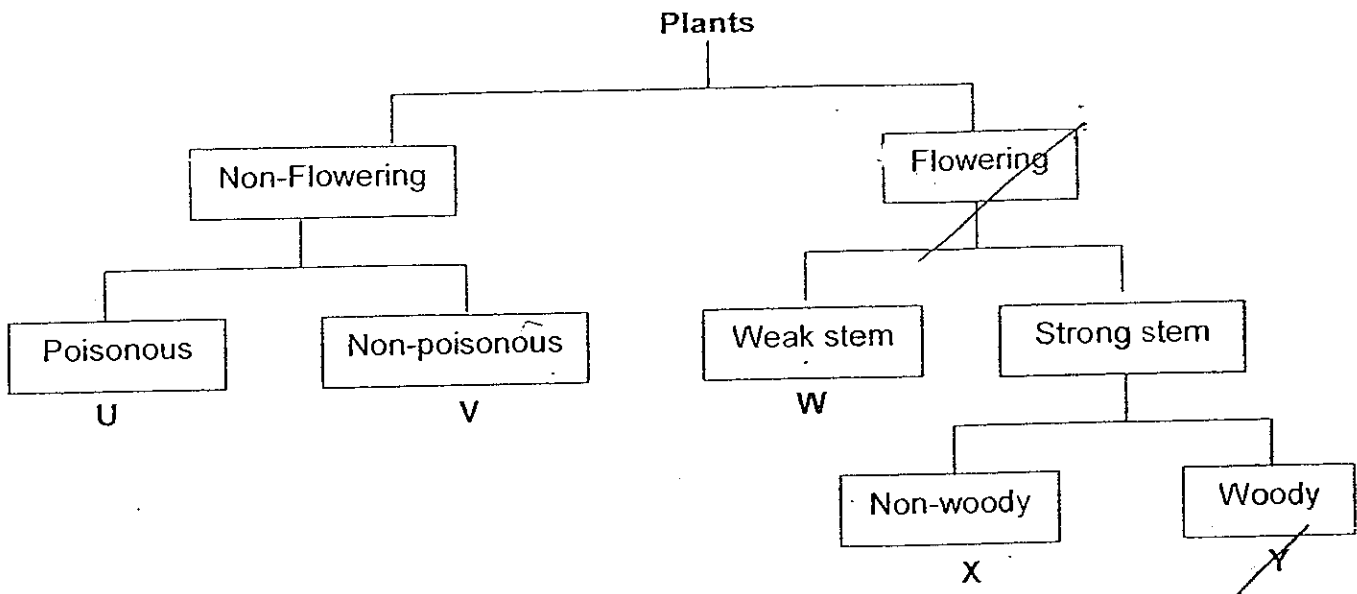 Plants
Non-Flowering
Flowering
Poisonous
Non-poisonous
Weak stem
Strong stem
U
V
W
Non-woody
Woody
X
Y